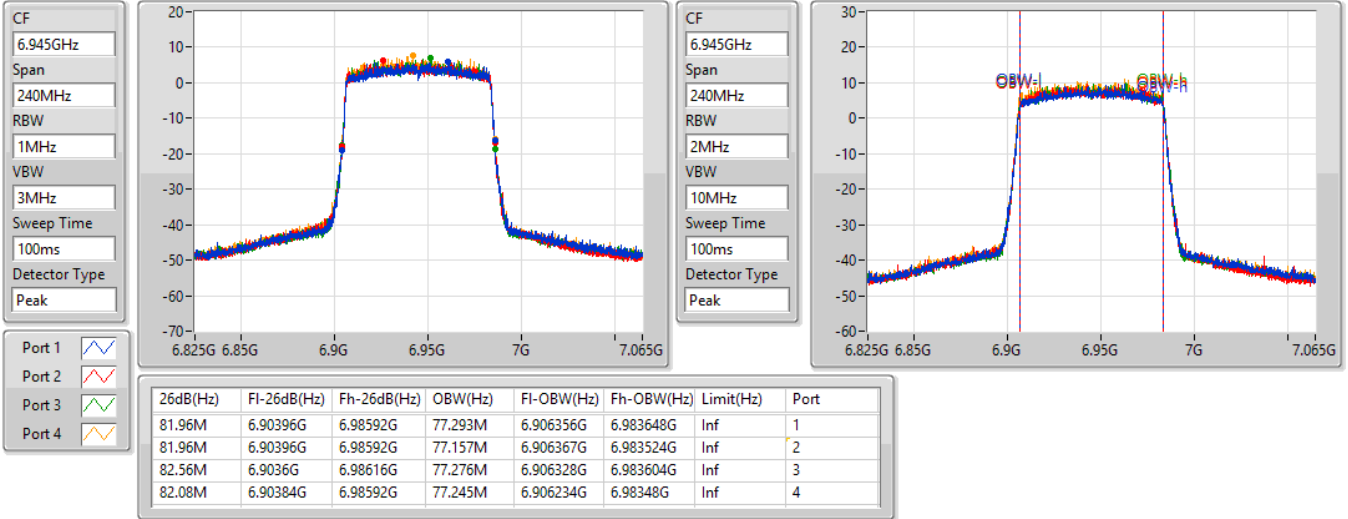 CF
6.945GHz
Span
240MHz
RBW
1MHz
VBW
3MHz
Sweep Time
100ms
Detector Type
Peak
20
10
0
-10
-20
-30
-40
-50
-60
-70
6.825G 6.85G 6.9G 6.95G 7G 7.065G
CF
6.945GHz
Span
240MHz
RBW
2MHz
VBW
10MHz
Sweep Time
100ms
Detector Type
Peak
30
20
10
0
-10
-20
-30
-40
-50
-60
OBW-l OBW-h
6.825G 6.85G 6.9G 6.95G 7G 7.065G
Port 1
Port 2
Port 3
Port 4
26dB(Hz) Fl-26dB(Hz) Fh-26dB(Hz) OBW(Hz) Fl-OBW(Hz) Fh-OBW(Hz) Limit(Hz) Port
81.96M 6.90396G 6.98592G 77.293M 6.906356G 6.983648G Inf 1
81.96M 6.90396G 6.98592G 77.157M 6.906367G 6.983524G Inf 2
82.56M 6.9036G 6.98616G 77.276M 6.906328G 6.983604G Inf 3
82.08M 6.90384G 6.98592G 77.245M 6.906234G 6.98348G Inf 4